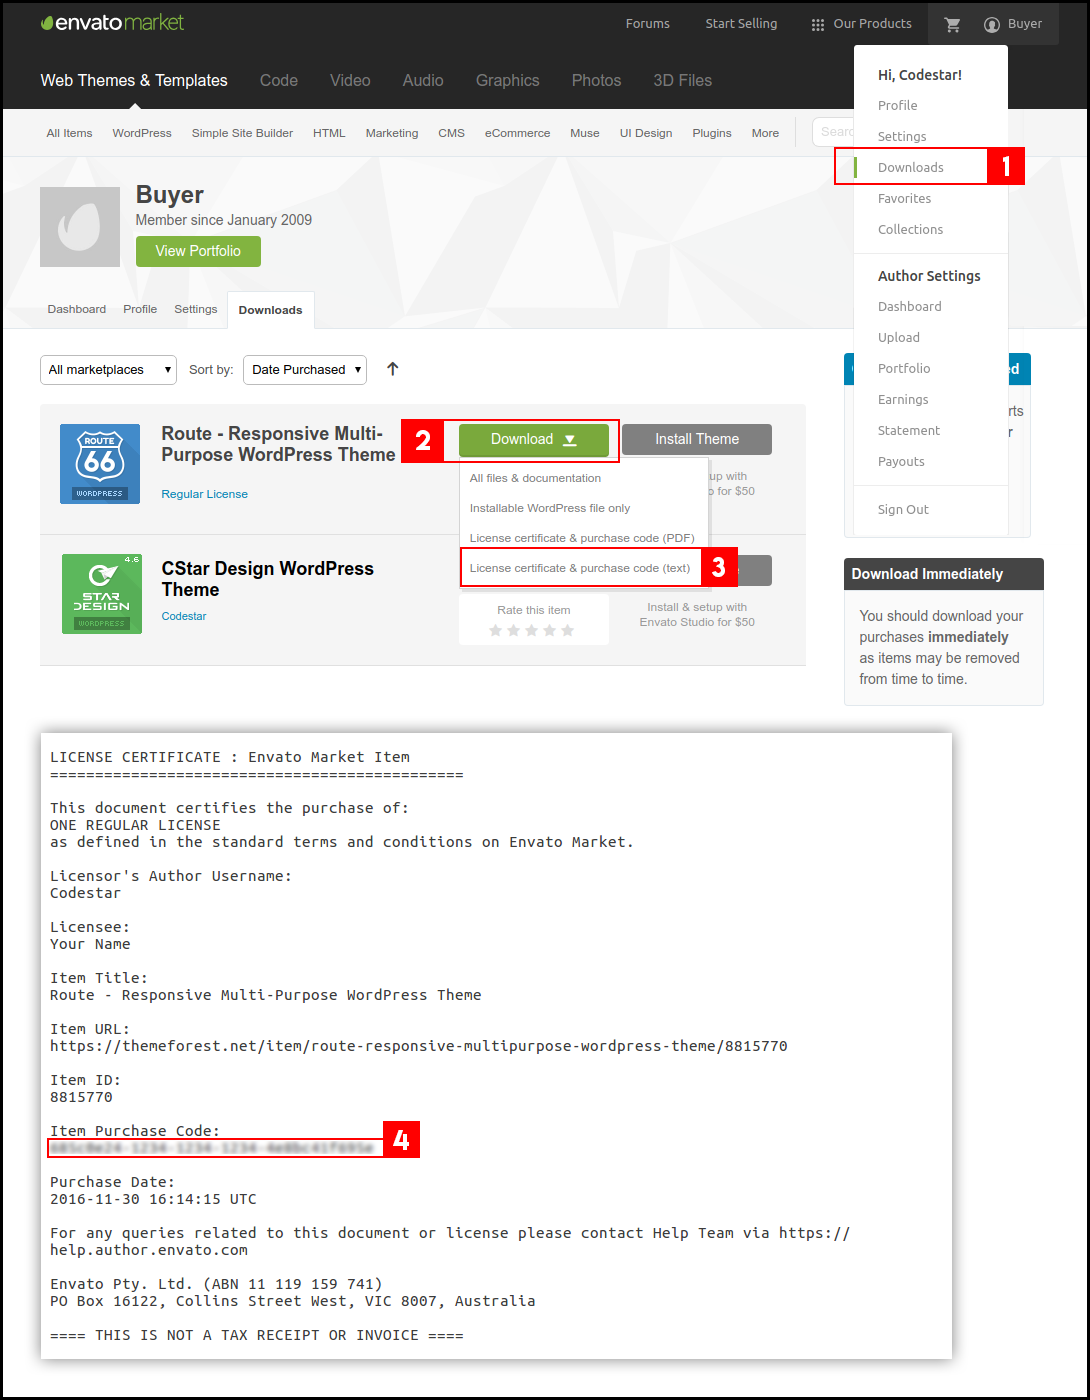 envato market
Forums
Start Selling
Our Products
Buyer
Web Themes & Templates
Code
Video
Audio
Graphics
Photos
3D Files
Hi, Codestar!
Profile
Settings
Downloads
1
Favorites
Collections
Author Settings
Dashboard
Upload
Portfolio
Earnings
Statement
Payouts
Sign Out
All Items
WordPress
Simple Site Builder
HTML
Marketing
CMS
eCommerce
Muse
UI Design
Plugins
More
Buyer
Member since January 2009
View Portfolio
Dashboard
Profile
Settings
Downloads
All marketplaces
Sort by:
Date Purchased
ROUTE
66
WORDPRESS
Route - Responsive Multi-
Purpose WordPress Theme
Regular License
2
Download
Install Theme
up with
for $50
All files & documentation
Installable WordPress file only
License certificate & purchase code (PDF)
License certificate & purchase code (text)
3
4.6
STAR
DESIGN
WORDPRESS
CStar Design WordPress
Theme
Codestar
Rate this item
Install & setup with
Envato Studio for $50
Download Immediately
You should download your
purchases immediately
as items may be removed
from time to time.
LICENSE CERTIFICATE : Envato Market Item
==============================================
This document certifies the purchase of:
ONE REGULAR LICENSE
as defined in the standard terms and conditions on Envato Market.
Licensor's Author Username:
Codestar
Licensee:
Your Name
Item Title:
Route - Responsive Multi-Purpose WordPress Theme
Item URL:
https://themeforest.net/item/route-responsive-multipurpose-wordpress-theme/8815770
Item ID:
8815770
Item Purchase Code:
4
Purchase Date:
2016-11-30 16:14:15 UTC
For any queries related to this document or license please contact Help Team via https://
help.author.envato.com
Envato Pty. Ltd. (ABN 11 119 159 741)
PO Box 16122, Collins Street West, VIC 8007, Australia
==== THIS IS NOT A TAX RECEIPT OR INVOICE ====